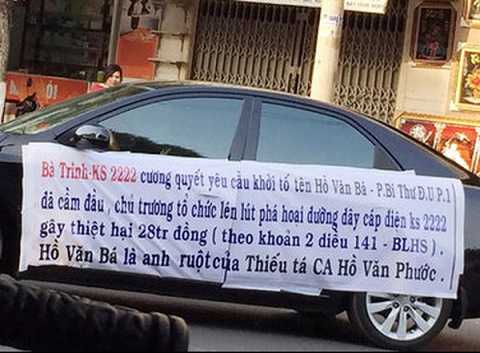 Bà Trinh-KS 2222 cương quyết yêu cầu khởi tố tên Hồ Văn Bá - P.Bí Thư Đ.U P.1
đã cầm đầu , chủ trương tổ chức lén lút phá hoại đường dây cáp điện ks 2222
gây thiệt hại 28tr đồng ( theo khoản 2 điều 141 - BLHS ) .
Hồ Văn Bá là anh ruột của Thiếu tá CA Hồ Văn Phước .